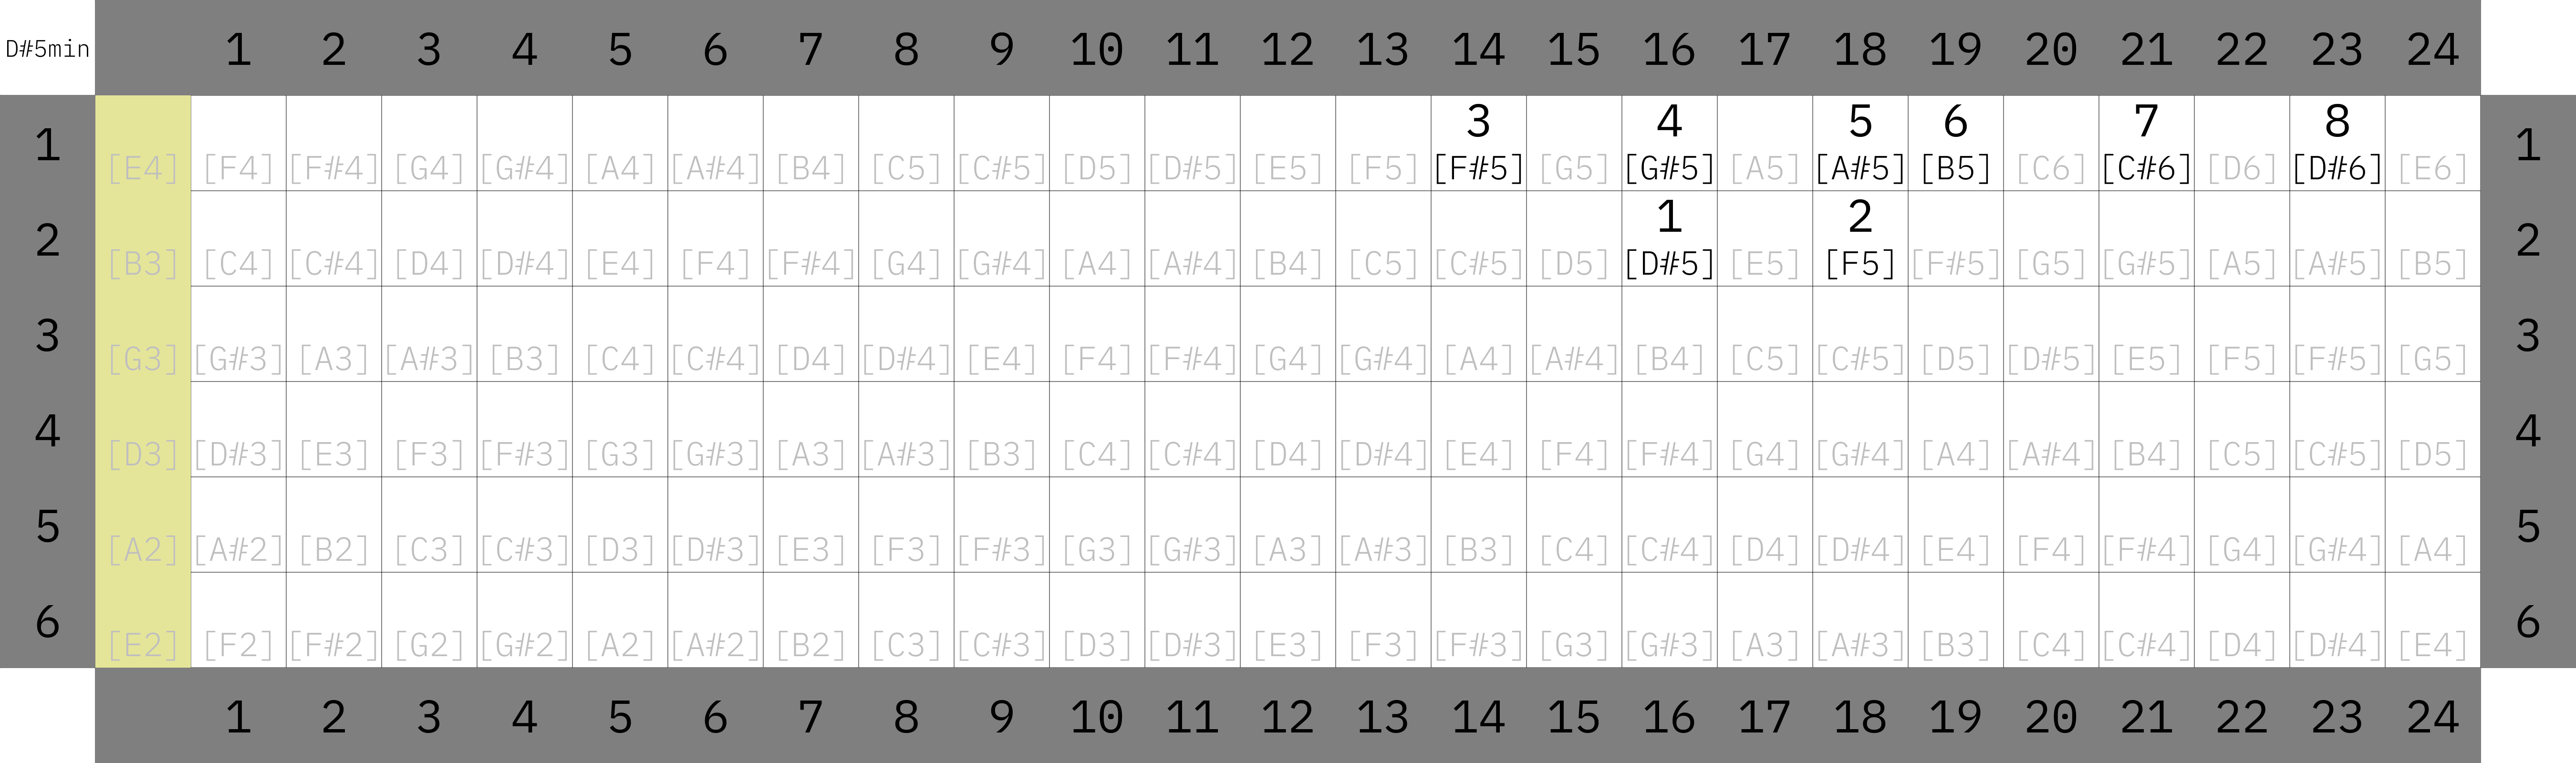 D#5min 1 2 3 4 5 6 7 8 9 10 11 12 13 14 15 16 17 18 19 20 21 22 23 24
3 4 5 6 7 8
1 [E4] [F4] [F#4] [G4] [G#4] [A4] [A#4] [B4] [C5] [C#5] [D5] [D#5] [E5] [F5] [F#5] [G5] [G#5] [A5] [A#5] [B5] [C6] [C#6] [D6] [D#6] [E6] 1
1 2
2 [B3] [C4] [C#4] [D4] [D#4] [E4] [F4] [F#4] [G4] [G#4] [A4] [A#4] [B4] [C5] [C#5] [D5] [D#5] [E5] [F5] [F#5] [G5] [G#5] [A5] [A#5] [B5] 2
3 [G3] [G#3] [A3] [A#3] [B3] [C4] [C#4] [D4] [D#4] [E4] [F4] [F#4] [G4] [G#4] [A4] [A#4] [B4] [C5] [C#5] [D5] [D#5] [E5] [F5] [F#5] [G5] 3
4 [D3] [D#3] [E3] [F3] [F#3] [G3] [G#3] [A3] [A#3] [B3] [C4] [C#4] [D4] [D#4] [E4] [F4] [F#4] [G4] [G#4] [A4] [A#4] [B4] [C5] [C#5] [D5] 4
5 [A2] [A#2] [B2] [C3] [C#3] [D3] [D#3] [E3] [F3] [F#3] [G3] [G#3] [A3] [A#3] [B3] [C4] [C#4] [D4] [D#4] [E4] [F4] [F#4] [G4] [G#4] [A4] 5
6 [E2] [F2] [F#2] [G2] [G#2] [A2] [A#2] [B2] [C3] [C#3] [D3] [D#3] [E3] [F3] [F#3] [G3] [G#3] [A3] [A#3] [B3] [C4] [C#4] [D4] [D#4] [E4] 6
1 2 3 4 5 6 7 8 9 10 11 12 13 14 15 16 17 18 19 20 21 22 23 24